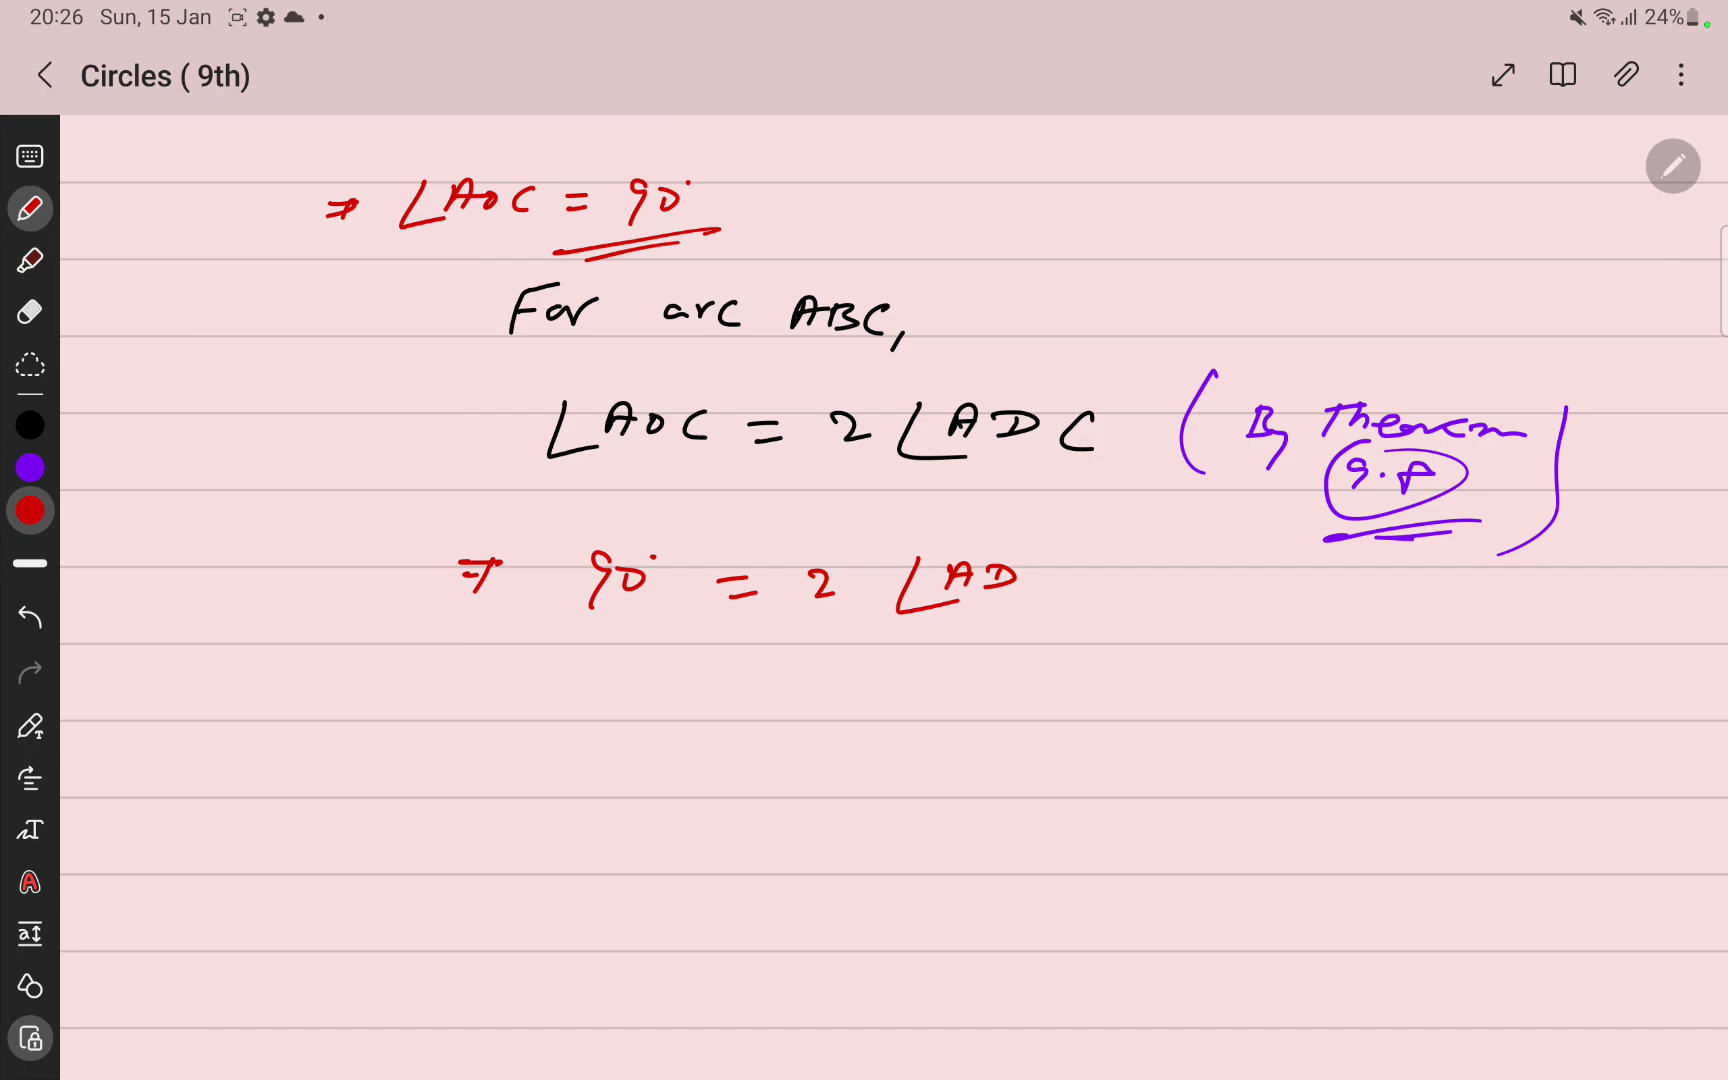 20:26 Sun, 15 Jan 24%
Circles ( 9th)
⇒ ∠AOC = 90°
For arc ABC,
∠AOC = 2 ∠ADC (By Theorem
9.8)
⇒ 90° = 2 ∠AD